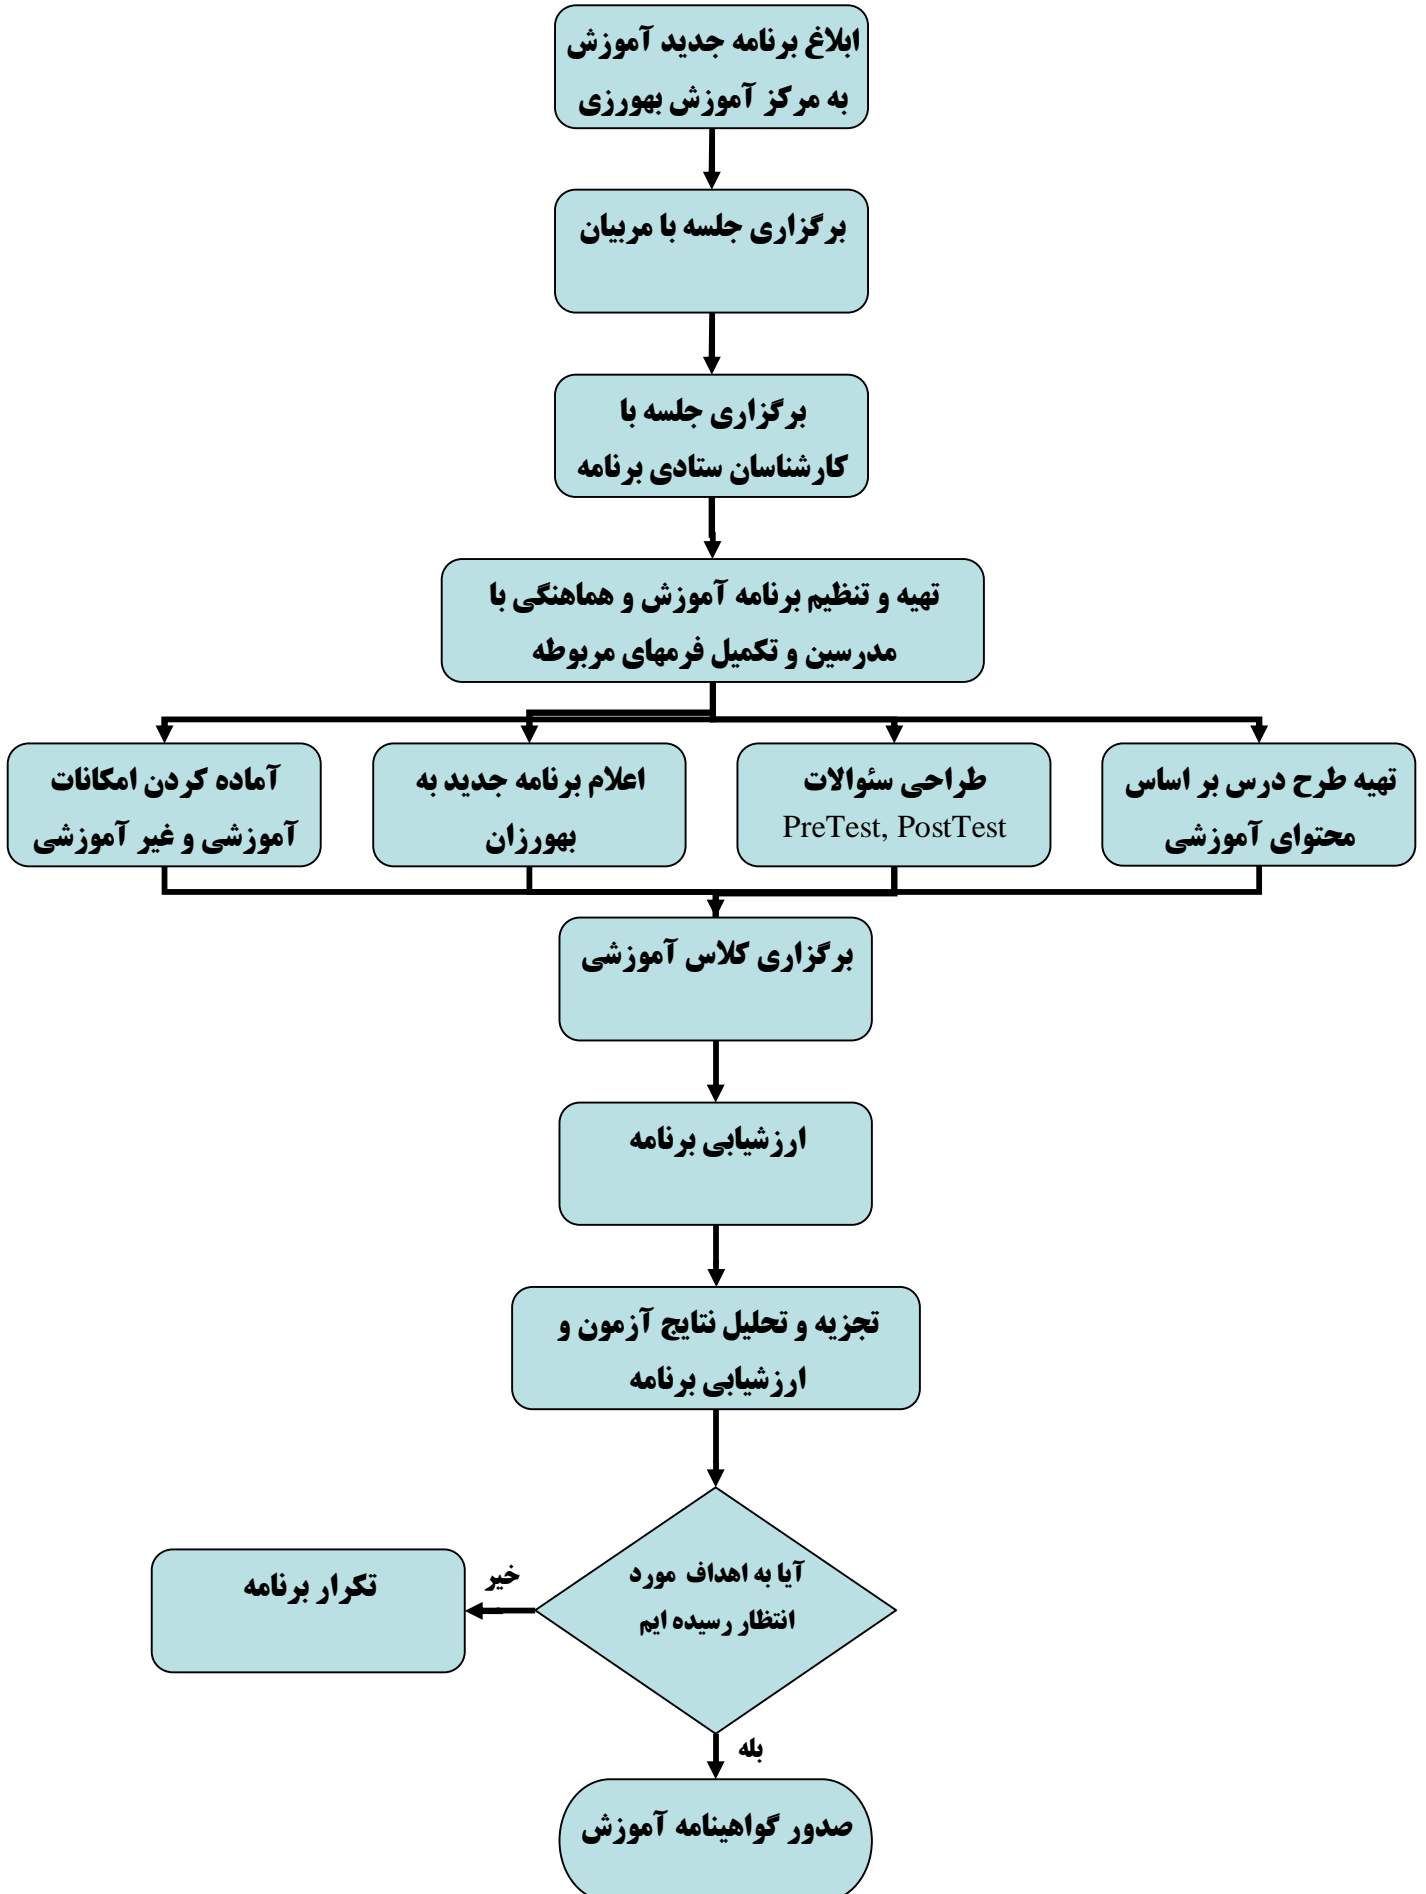 ابلاغ برنامه جدید آموزش
به مرکز آموزش بهورزی
برگزاری جلسه با مربیان
برگزاری جلسه با
کارشناسان ستادی برنامه
تهیه و تنظیم برنامه آموزش و هماهنگی با
مدرسین و تکمیل فرمهای مربوطه
تهیه طرح درس بر اساس
محتوای آموزشی
طراحی سئوالات
PreTest, PostTest
اعلام برنامه جدید به
بهورزان
آماده کردن امکانات
آموزشی و غیر آموزشی
برگزاری کلاس آموزشی
ارزشیابی برنامه
تجزیه و تحلیل نتایج آزمون و
ارزشیابی برنامه
آیا به اهداف مورد
انتظار رسیده ایم
خیر
تکرار برنامه
بله
صدور گواهینامه آموزش